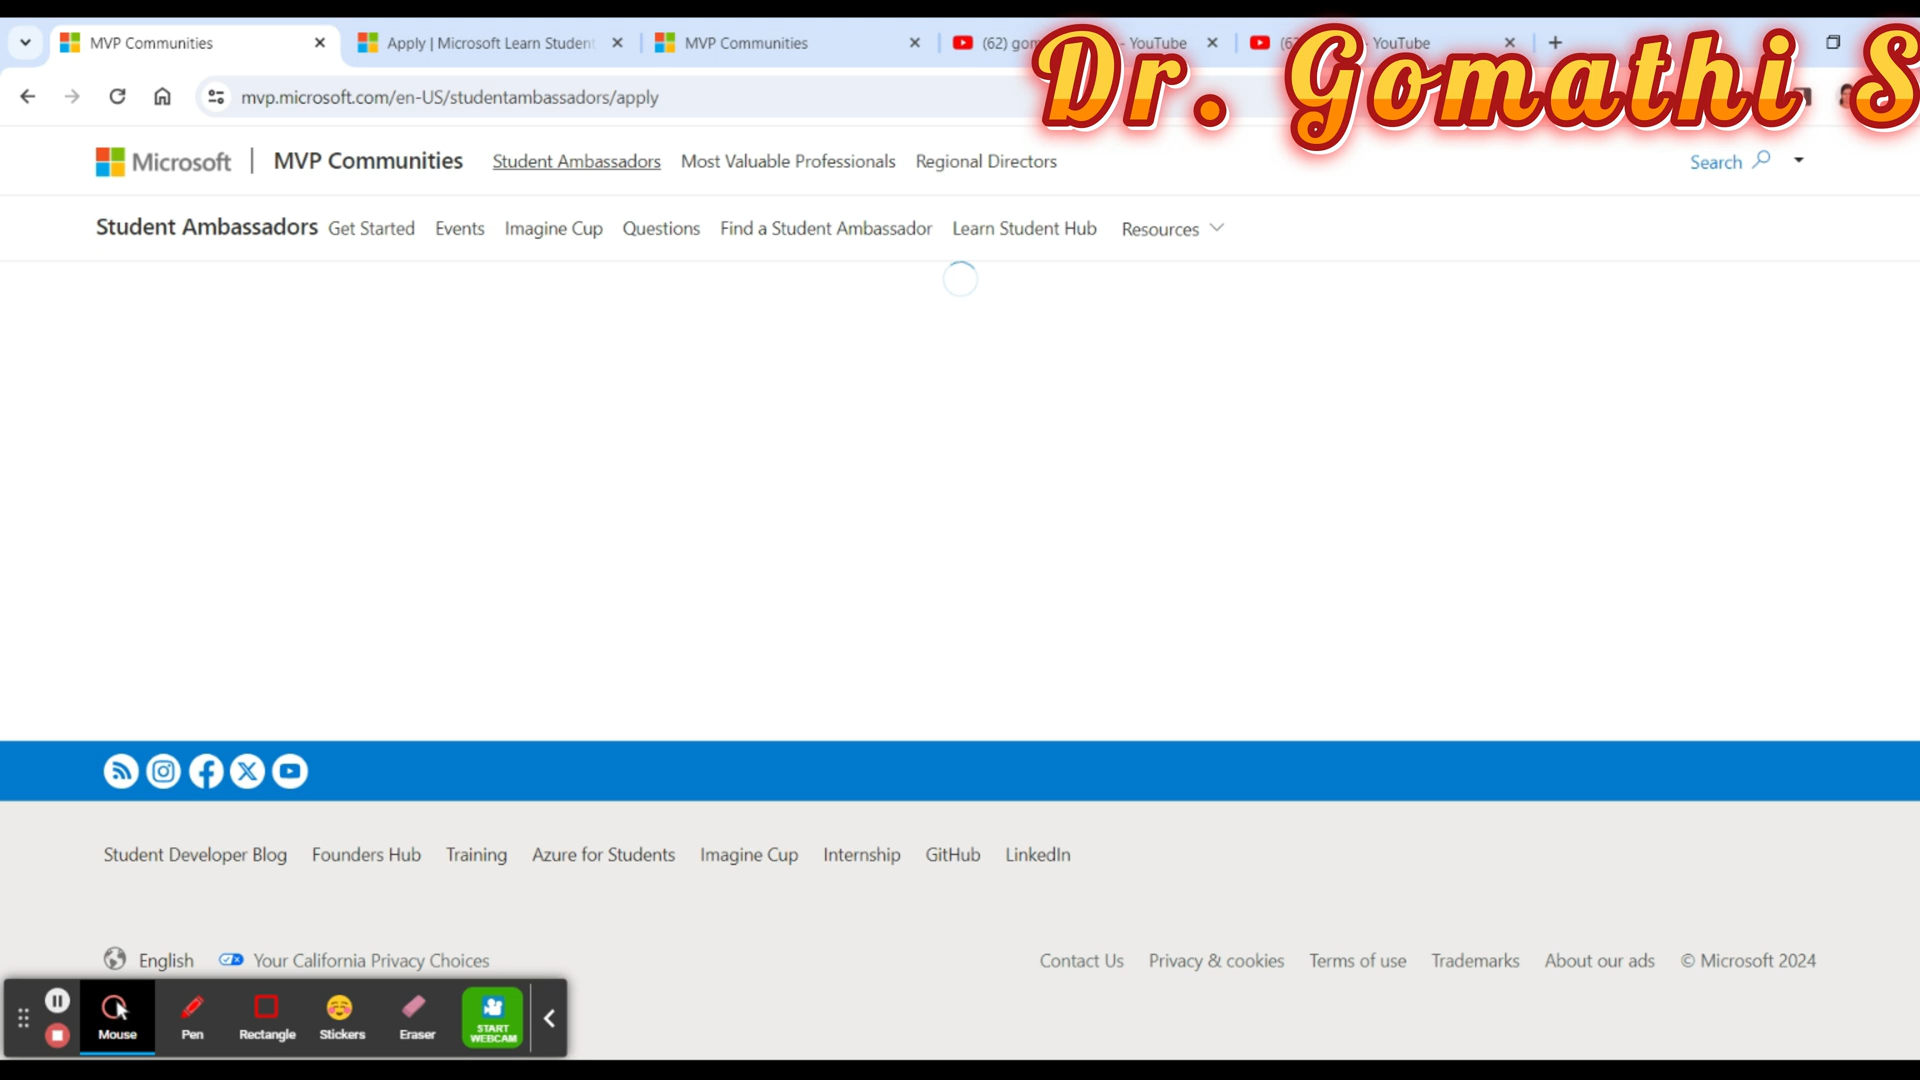 MVP Communities
Apply | Microsoft Learn Student
MVP Communities
(62) gom - YouTube
YouTube
Dr. Gomathi S
mvp.microsoft.com/en-US/studentambassadors/apply
Microsoft | MVP Communities Student Ambassadors Most Valuable Professionals Regional Directors Search
Student Ambassadors Get Started Events Imagine Cup Questions Find a Student Ambassador Learn Student Hub Resources
Student Developer Blog Founders Hub Training Azure for Students Imagine Cup Internship GitHub LinkedIn
English Your California Privacy Choices Contact Us Privacy & cookies Terms of use Trademarks About our ads © Microsoft 2024
Mouse Pen Rectangle Stickers Eraser START
WEBCAM